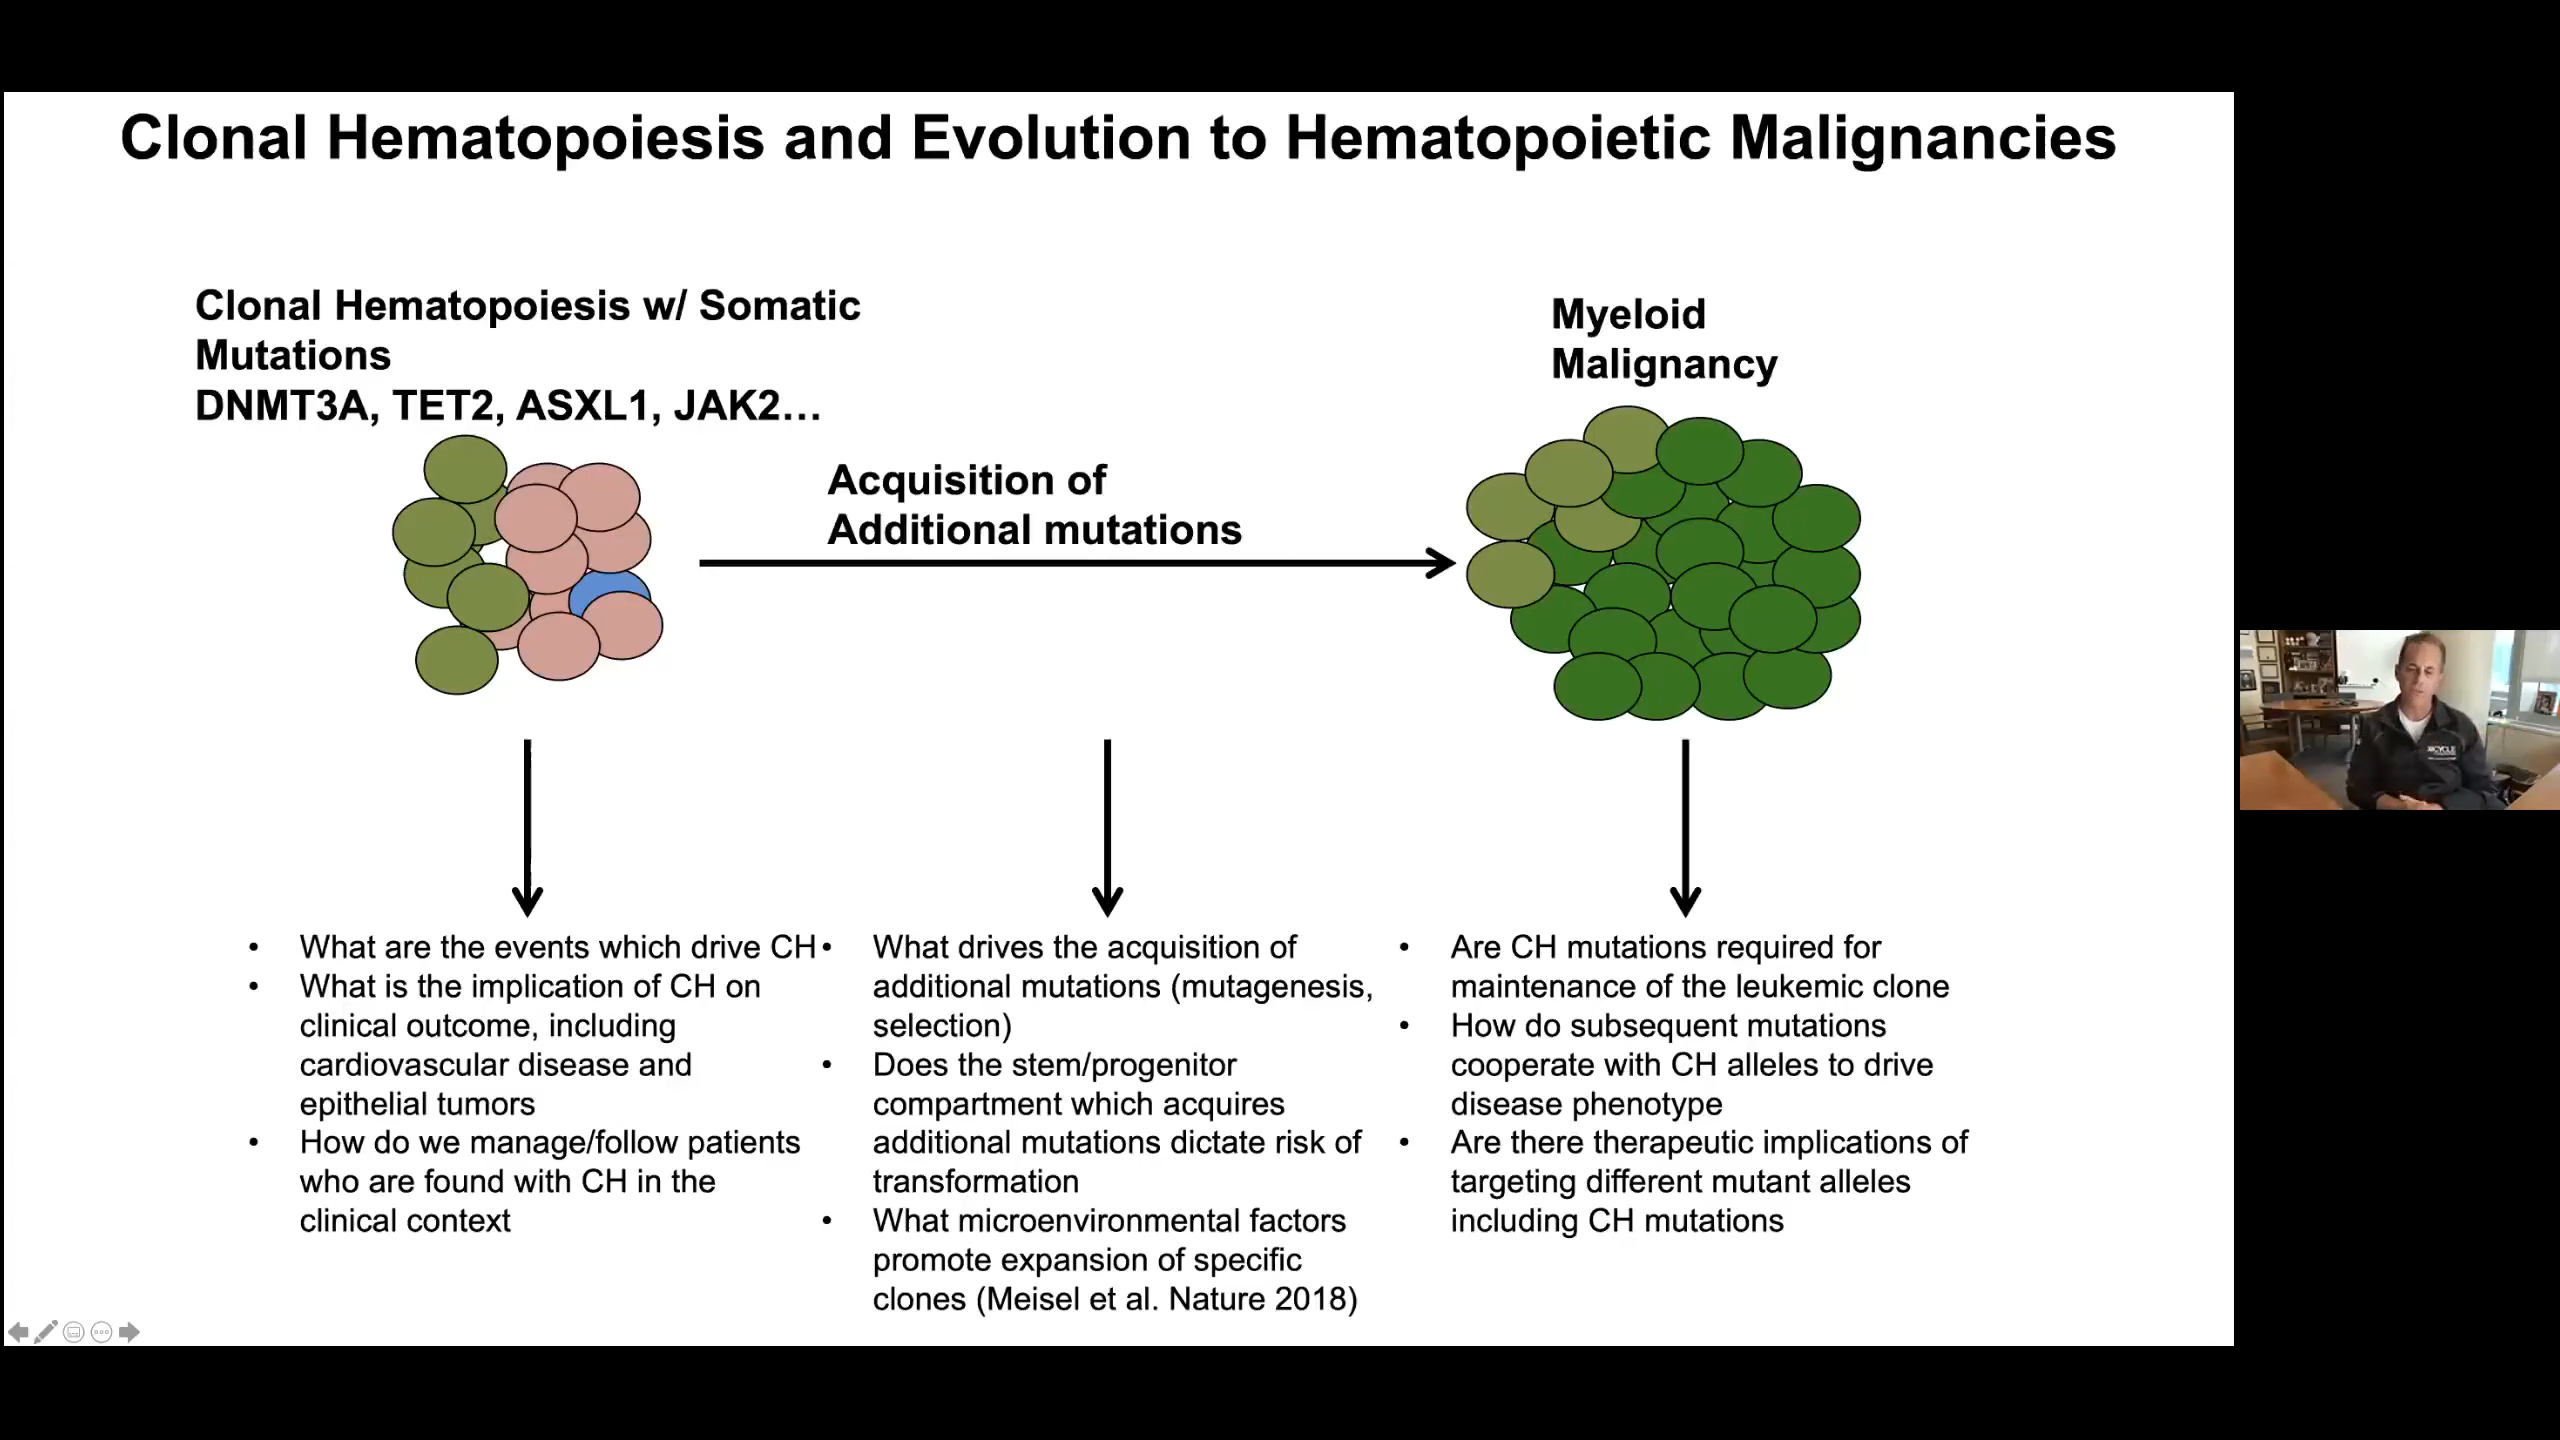 Clonal Hematopoiesis and Evolution to Hematopoietic Malignancies
Clonal Hematopoiesis w/ Somatic
Mutations
DNMT3A, TET2, ASXL1, JAK2…
Acquisition of
Additional mutations
Myeloid
Malignancy
• What are the events which drive CH
• What is the implication of CH on
clinical outcome, including
cardiovascular disease and
epithelial tumors
• How do we manage/follow patients
who are found with CH in the
clinical context
• What drives the acquisition of
additional mutations (mutagenesis,
selection)
• Does the stem/progenitor
compartment which acquires
additional mutations dictate risk of
transformation
• What microenvironmental factors
promote expansion of specific
clones (Meisel et al. Nature 2018)
• Are CH mutations required for
maintenance of the leukemic clone
• How do subsequent mutations
cooperate with CH alleles to drive
disease phenotype
• Are there therapeutic implications of
targeting different mutant alleles
including CH mutations